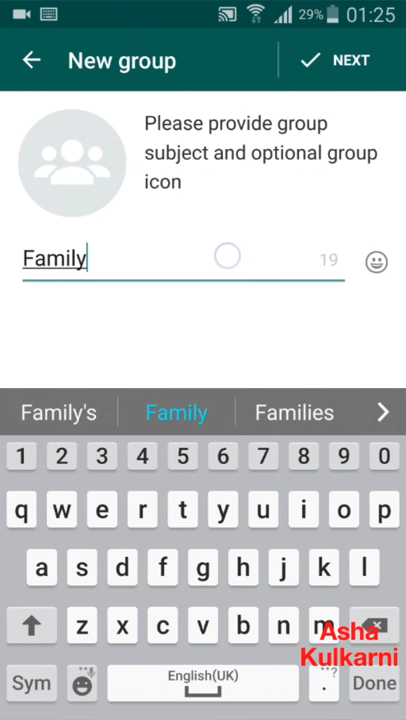 29% 01:25
New group NEXT
Please provide group
subject and optional group
icon
Family 19
Family's Family Families
1 2 3 4 5 6 7 8 9 0
q w e r t y u i o p
a s d f g h j k l
z x c v b n m
Asha
Kulkarni
Sym English(UK) . ? Done